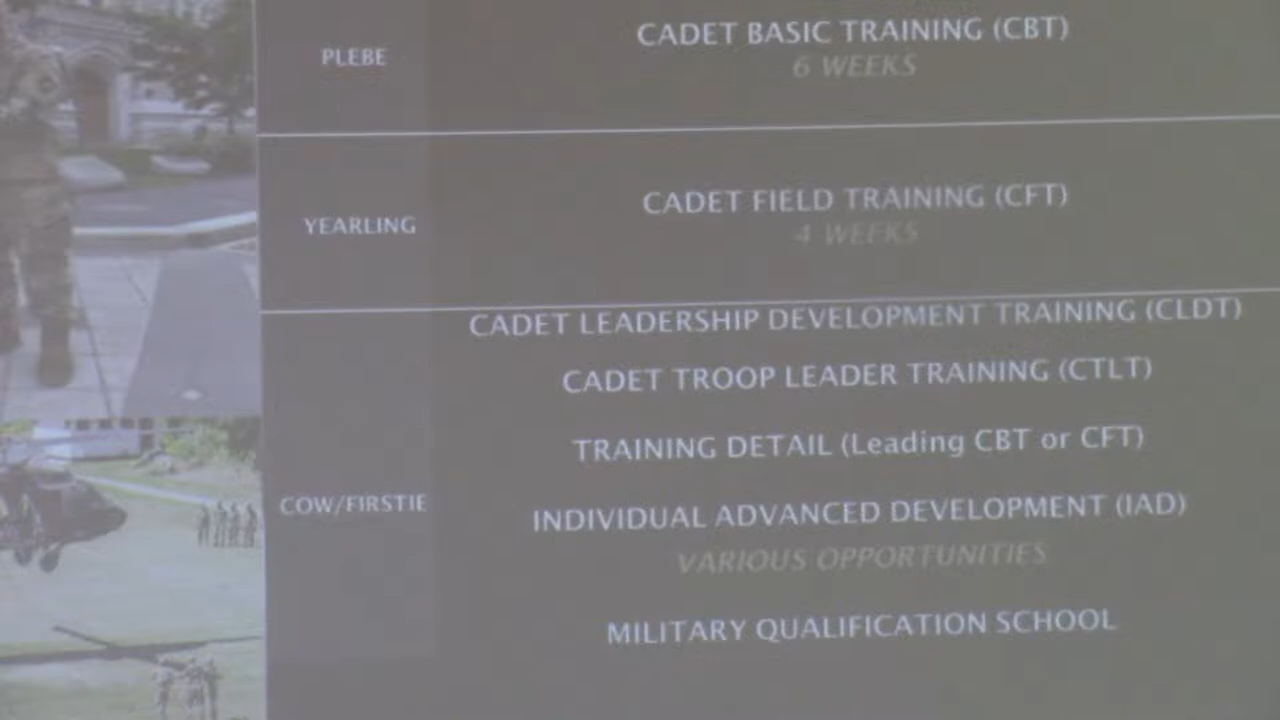 PLEBE
CADET BASIC TRAINING (CBT)
6 WEEKS
YEARLING
CADET FIELD TRAINING (CFT)
4 WEEKS
COW/FIRSTIE
CADET LEADERSHIP DEVELOPMENT TRAINING (CLDT)
CADET TROOP LEADER TRAINING (CTLT)
TRAINING DETAIL (Leading CBT or CFT)
INDIVIDUAL ADVANCED DEVELOPMENT (IAD)
VARIOUS OPPORTUNITIES
MILITARY QUALIFICATION SCHOOL